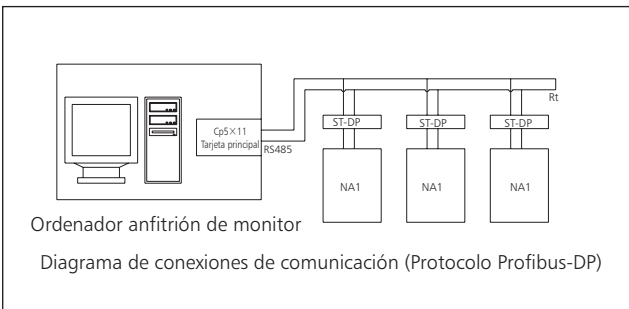 Cp5×11
Tarjeta principal
RS485
Rt
ST-DP
ST-DP
ST-DP
NA1
NA1
NA1
Ordenador anfitrión de monitor
Diagrama de conexiones de comunicación (Protocolo Profibus-DP)